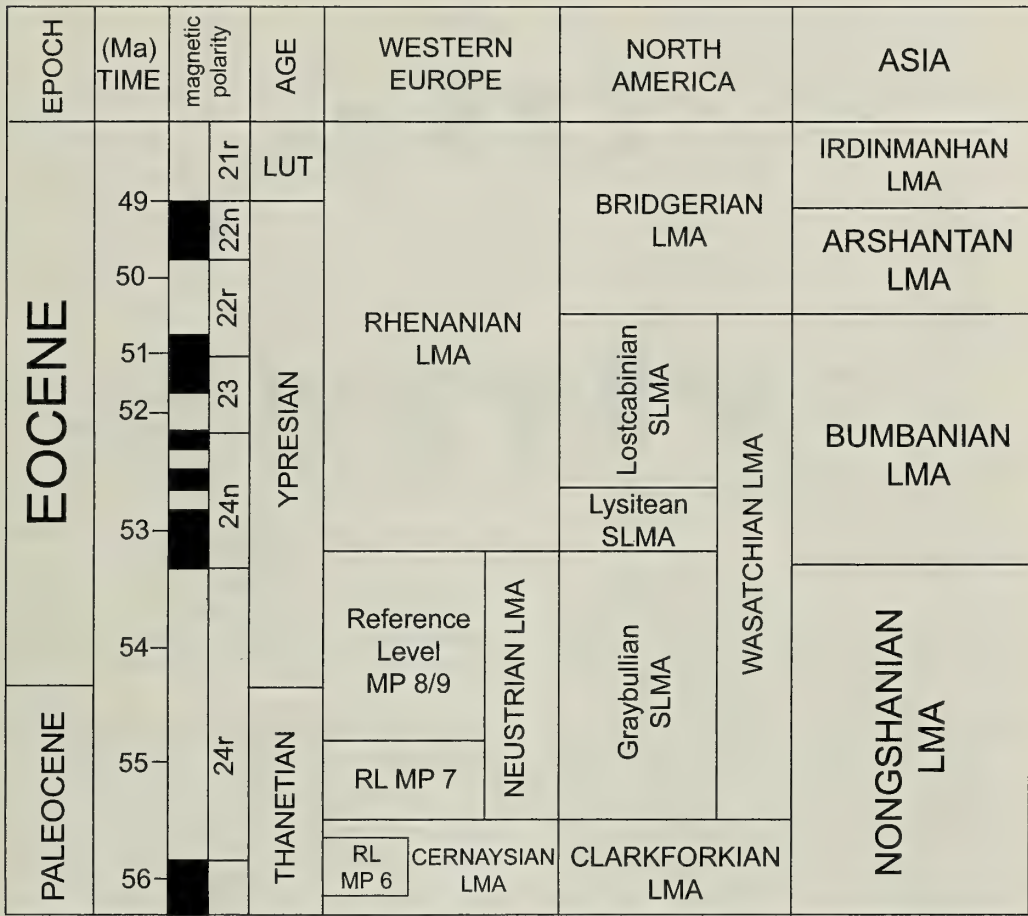 EPOCH
(Ma)
TIME
magnetic
polarity
AGE
WESTERN
EUROPE
NORTH
AMERICA
ASIA
EOCENE
PALEOCENE
49
50
51
52
53
54
55
56
21r
22n
22r
23
24n
24r
LUT
YPRESIAN
THANETIAN
RHENANIAN
LMA
Reference
Level
MP 8/9
RL MP 7
NEUSTRIAN LMA
RL
MP 6
CERNAYSIAN
LMA
BRIDGERIAN
LMA
Lostcabinian
SLMA
Lysitean
SLMA
Graybullian
SLMA
WASATCHIAN LMA
CLARKFORKIAN
LMA
IRDINMANHAN
LMA
ARSHANTAN
LMA
BUMBANIAN
LMA
NONGSHANIAN
LMA